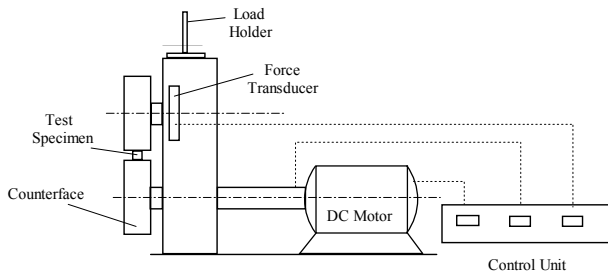 Load
Holder
Force
Transducer
Test
Specimen
Counterface
DC Motor
Control Unit